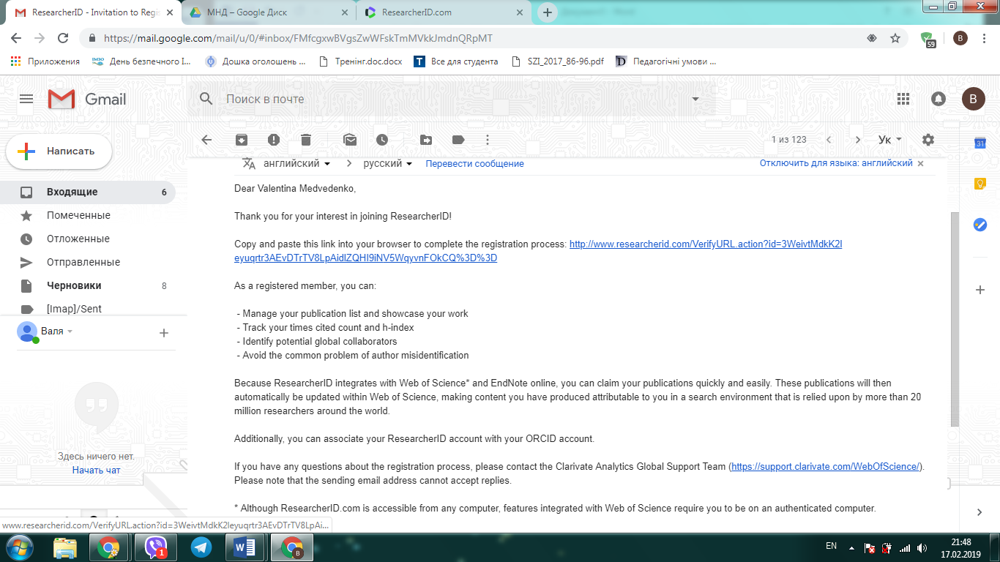 ResearcherID - Invitation to Regis
МНД – Google Диск
ResearcherID.com
https://mail.google.com/mail/u/0/#inbox/FMfcgxwBVgsZwWFskTmMVkkJmdnQRpMT
59
B
Приложения
День безпечного І...
Дошка оголошень ...
Тренінг.doc.docx
Все для студента
SZI_2017_86-96.pdf
Педагогічні умови ...
Gmail
Поиск в почте
B
Написать
1 из 123
Ук
31
английский
русский
Перевести сообщение
Отключить для языка: английский
Входящие 6
Помеченные
Отложенные
Отправленные
Черновики 8
[Imap]/Sent
Валя
Здесь ничего нет.
Начать чат
Dear Valentina Medvedenko,
Thank you for your interest in joining ResearcherID!
Copy and paste this link into your browser to complete the registration process: http://www.researcherid.com/VerifyURL.action?id=3WeivtMdkK2I
eyuqrtr3AEvDTrTV8LpAidlZQHI9iNV5WqyvnFOkCQ%3D%3D
As a registered member, you can:
- Manage your publication list and showcase your work
- Track your times cited count and h-index
- Identify potential global collaborators
- Avoid the common problem of author misidentification
Because ResearcherID integrates with Web of Science* and EndNote online, you can claim your publications quickly and easily. These publications will then
automatically be updated within Web of Science, making content you have produced attributable to you in a search environment that is relied upon by more than 20
million researchers around the world.
Additionally, you can associate your ResearcherID account with your ORCID account.
If you have any questions about the registration process, please contact the Clarivate Analytics Global Support Team (https://support.clarivate.com/WebOfScience/).
Please note that the sending email address cannot accept replies.
* Although ResearcherID.com is accessible from any computer, features integrated with Web of Science require you to be on an authenticated computer.
www.researcherid.com/VerifyURL.action?id=3WeivtMdkK2Ieyuqrtr3AEvDTrTV8LpAi...
1
B
EN
21:48
17.02.2019